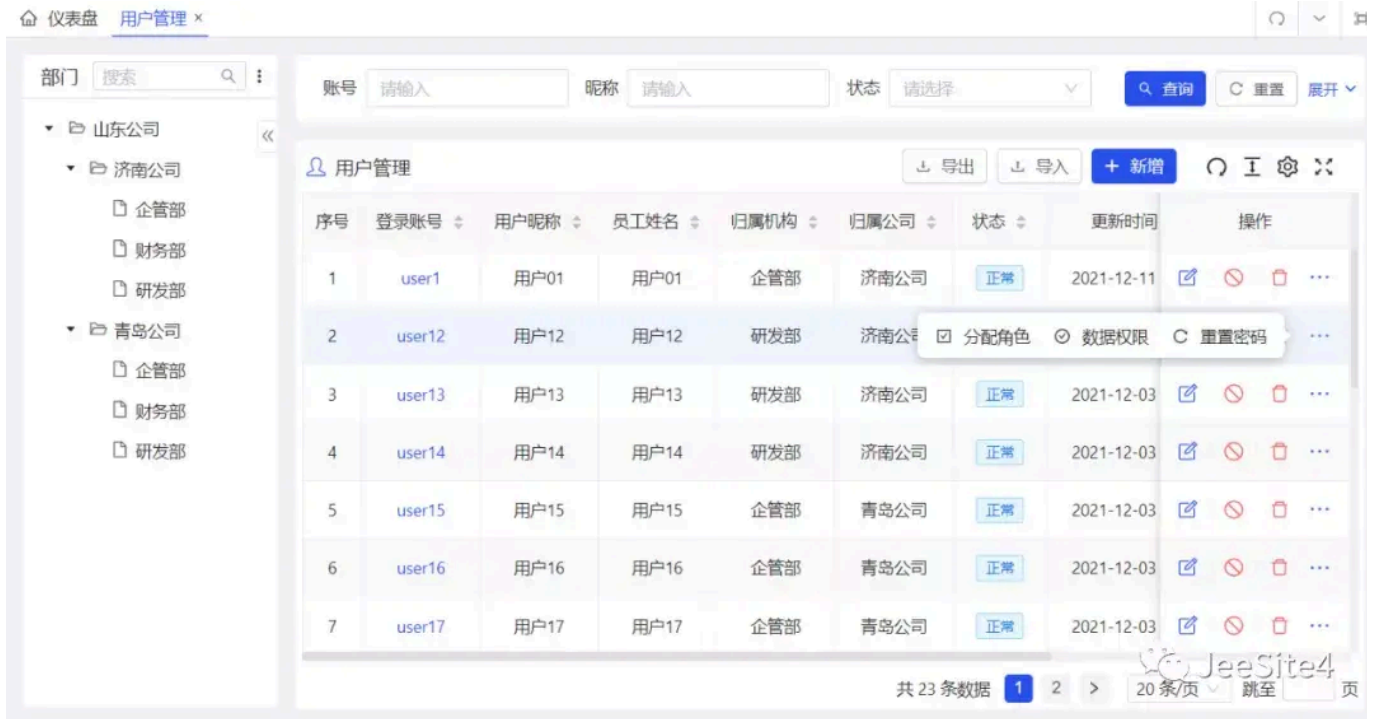 仪表盘 用户管理 ×
部门 搜索
山东公司
济南公司
企管部
财务部
研发部
青岛公司
企管部
财务部
研发部
账号 请输入 昵称 请输入 状态 请选择 查询 重置 展开
用户管理 导出 导入 + 新增
序号 登录账号 用户昵称 员工姓名 归属机构 归属公司 状态 更新时间 操作
1 user1 用户01 用户01 企管部 济南公司 正常 2021-12-11
2 user12 用户12 用户12 研发部 济南公 分配角色 数据权限 重置密码
3 user13 用户13 用户13 研发部 济南公司 正常 2021-12-03
4 user14 用户14 用户14 研发部 济南公司 正常 2021-12-03
5 user15 用户15 用户15 企管部 青岛公司 正常 2021-12-03
6 user16 用户16 用户16 企管部 青岛公司 正常 2021-12-03
7 user17 用户17 用户17 企管部 青岛公司 正常 2021-12-03
JeeSite4
共 23 条数据 1 2 > 20 条/页 跳至 页